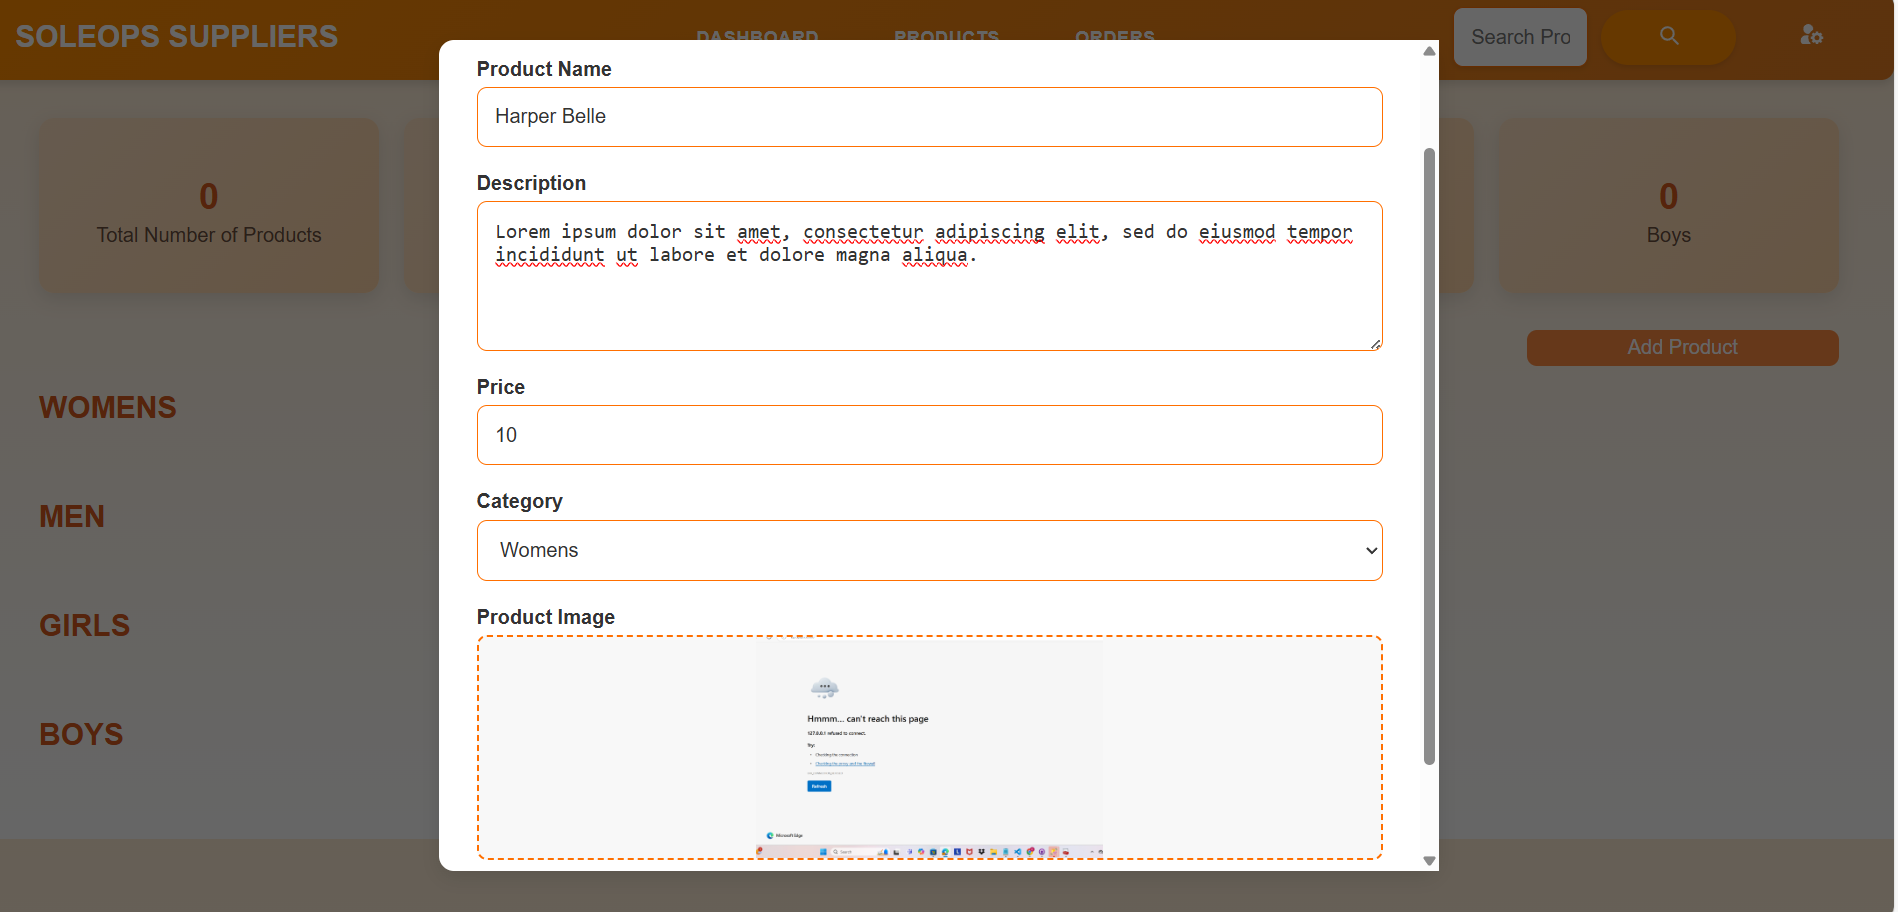 SOLEOPS SUPPLIERS
DASHBOARD
PRODUCTS
ORDERS
Search Pro
Product Name
Harper Belle
Description
Lorem ipsum dolor sit amet, consectetur adipiscing elit, sed do eiusmod tempor
incididunt ut labore et dolore magna aliqua.
Price
10
Category
Womens
Product Image
Hmmm... can't reach this page
127.0.0.1 refused to connect.
Try:
Checking the connection
Checking the proxy and the firewall
Refresh
Microsoft Edge
Search
0
Total Number of Products
0
Boys
Add Product
WOMENS
MEN
GIRLS
BOYS